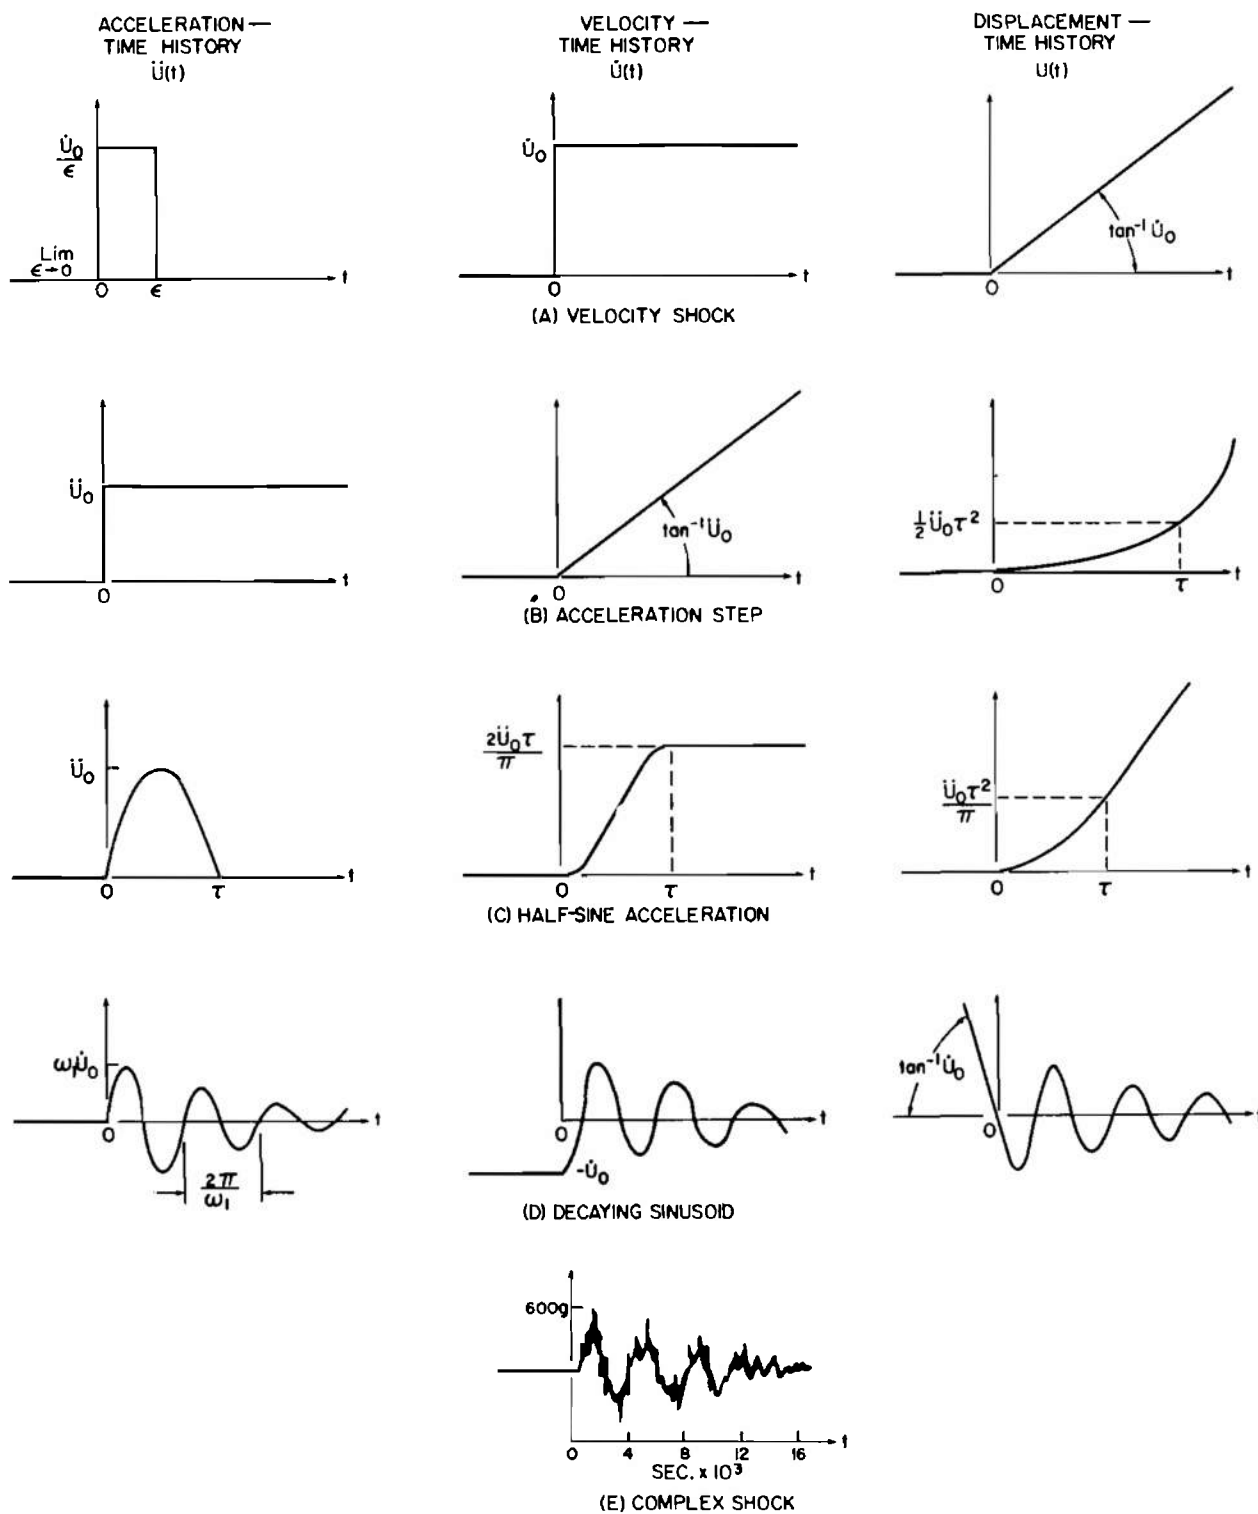 ACCELERATION —
TIME HISTORY
Ü(t)
VELOCITY —
TIME HISTORY
U̇(t)
DISPLACEMENT —
TIME HISTORY
U(t)
U̇₀
ϵ
Lim
ϵ→0
0
ϵ
t
U̇₀
0
t
tan⁻¹ U̇₀
0
t
(A) VELOCITY SHOCK
Ü₀
0
t
tan⁻¹ Ü₀
0
t
½ Ü₀τ²
0
τ
t
(B) ACCELERATION STEP
Ü₀
0
τ
t
2Ü₀τ
π
0
τ
t
Ü₀τ²
π
0
τ
t
(C) HALF-SINE ACCELERATION
ω₁U̇₀
0
t
2π
ω₁
0
t
-U̇₀
tan⁻¹ U̇₀
0
t
(D) DECAYING SINUSOID
600g
t
0 4 8 12 16
SEC. x 10³
(E) COMPLEX SHOCK